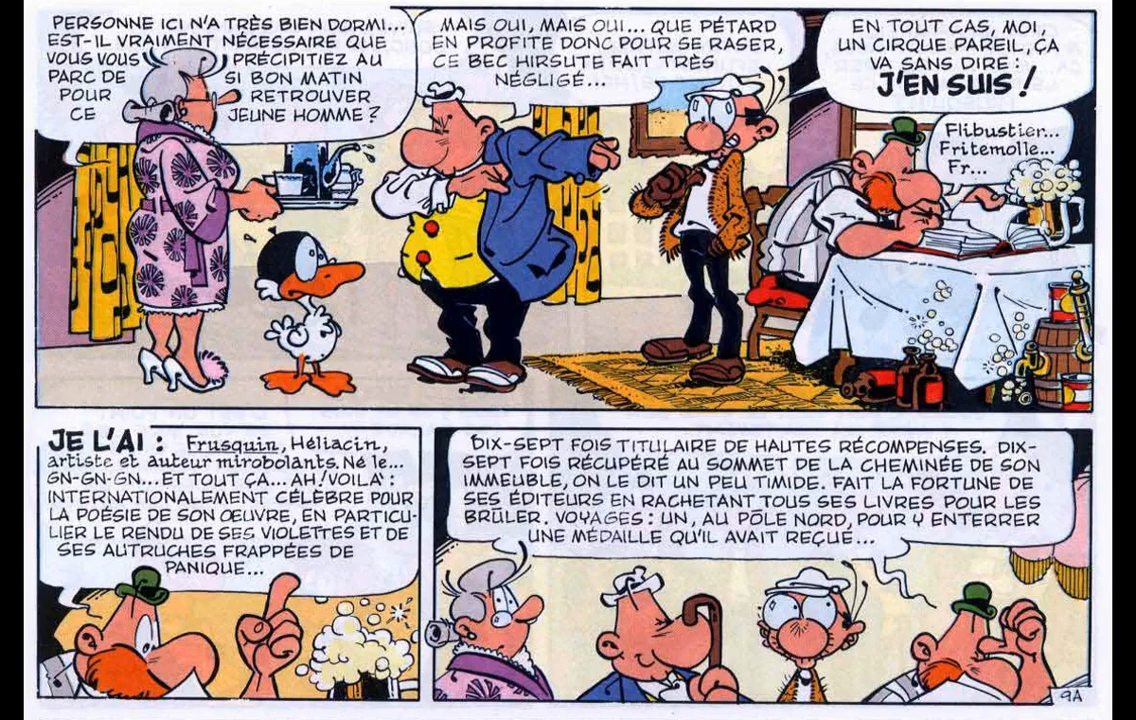 PERSONNE ICI N'A TRÈS BIEN DORMI...
EST-IL VRAIMENT NÉCESSAIRE QUE
VOUS VOUS PRÉCIPITIEZ AU
PARC DE SI BON MATIN
POUR RETROUVER
CE JEUNE HOMME ?
MAIS OUI, MAIS OUI... QUE PÉTARD
EN PROFITE DONC POUR SE RASER,
CE BEC HIRSUTE FAIT TRÈS
NÉGLIGÉ...
EN TOUT CAS, MOI,
UN CIRQUE PAREIL, ÇA
VA SANS DIRE :
J'EN SUIS !
Flibustier...
Fritemolle...
Fr...
JE L'AI : Frusquin, Héliacin,
artiste et auteur mirobolants. Né le...
GN-GN-GN... ET TOUT ÇA... AH ! VOILÀ :
INTERNATIONALEMENT CÉLÈBRE POUR
LA POÉSIE DE SON ŒUVRE, EN PARTICU-
LIER LE RENDU DE SES VIOLETTES ET DE
SES AUTRUCHES FRAPPÉES DE
PANIQUE...
DIX-SEPT FOIS TITULAIRE DE HAUTES RÉCOMPENSES. DIX-
SEPT FOIS RÉCUPÉRÉ AU SOMMET DE LA CHEMINÉE DE SON
IMMEUBLE, ON LE DIT UN PEU TIMIDE. FAIT LA FORTUNE DE
SES ÉDITEURS EN RACHETANT TOUS SES LIVRES POUR LES
BRÛLER. VOYAGES : UN, AU PÔLE NORD, POUR Y ENTERRER
UNE MÉDAILLE QU'IL AVAIT REÇUE...
9A